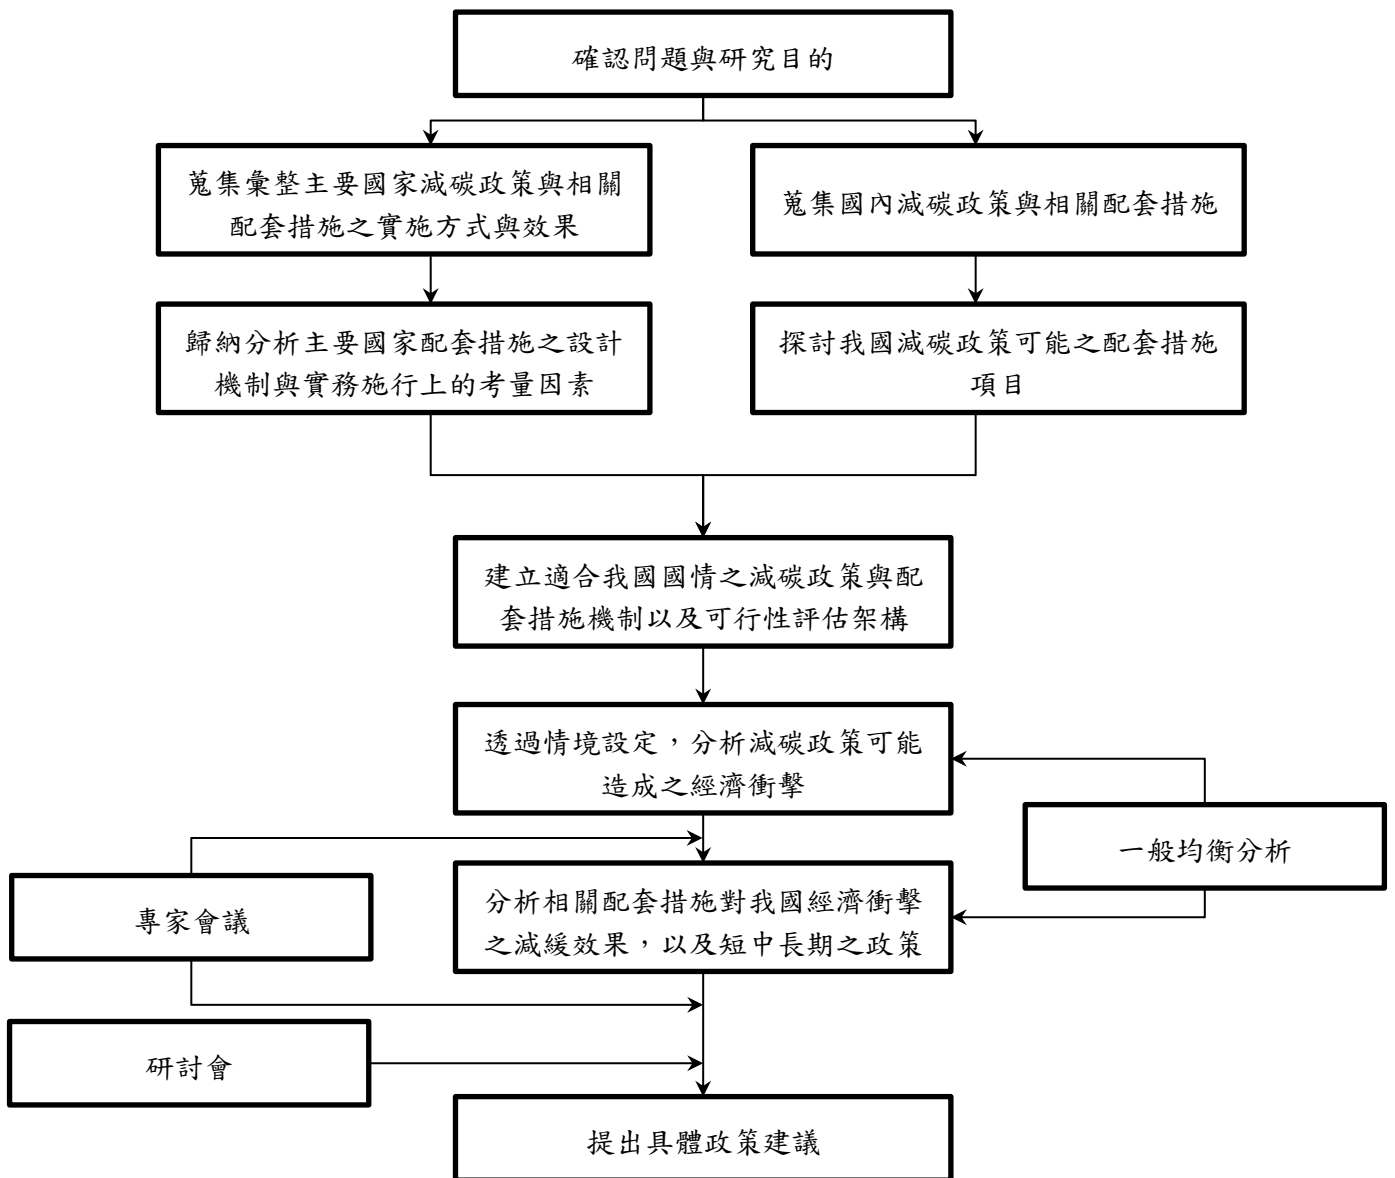 確認問題與研究目的
蒐集彙整主要國家減碳政策與相關
配套措施之實施方式與效果
蒐集國內減碳政策與相關配套措施
歸納分析主要國家配套措施之設計
機制與實務施行上的考量因素
探討我國減碳政策可能之配套措施
項目
建立適合我國國情之減碳政策與配
套措施機制以及可行性評估架構
透過情境設定，分析減碳政策可能
造成之經濟衝擊
一般均衡分析
專家會議
分析相關配套措施對我國經濟衝擊
之減緩效果，以及短中長期之政策
研討會
提出具體政策建議